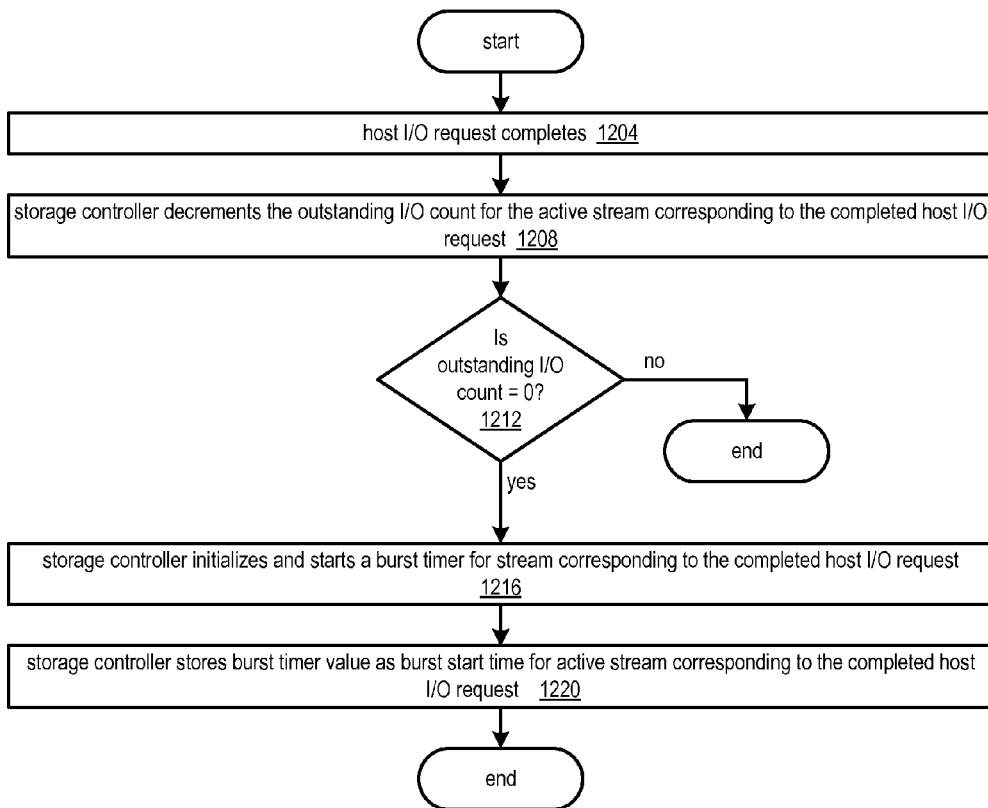 start
host I/O request completes 1204
storage controller decrements the outstanding I/O count for the active stream corresponding to the completed host I/O
request 1208
Is
outstanding I/O
count = 0?
1212
no
end
yes
storage controller initializes and starts a burst timer for stream corresponding to the completed host I/O request
1216
storage controller stores burst timer value as burst start time for active stream corresponding to the completed host
I/O request 1220
end